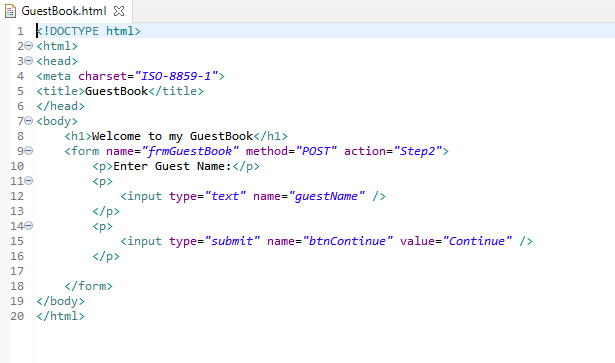 GuestBook.html
1 <!DOCTYPE html>
2 <html>
3 <head>
4 <meta charset="ISO-8859-1">
5 <title>GuestBook</title>
6 </head>
7 <body>
8     <h1>Welcome to my GuestBook</h1>
9     <form name="frmGuestBook" method="POST" action="Step2">
10         <p>Enter Guest Name:</p>
11         <p>
12             <input type="text" name="guestName" />
13         </p>
14         <p>
15             <input type="submit" name="btnContinue" value="Continue" />
16         </p>
17
18     </form>
19 </body>
20 </html>